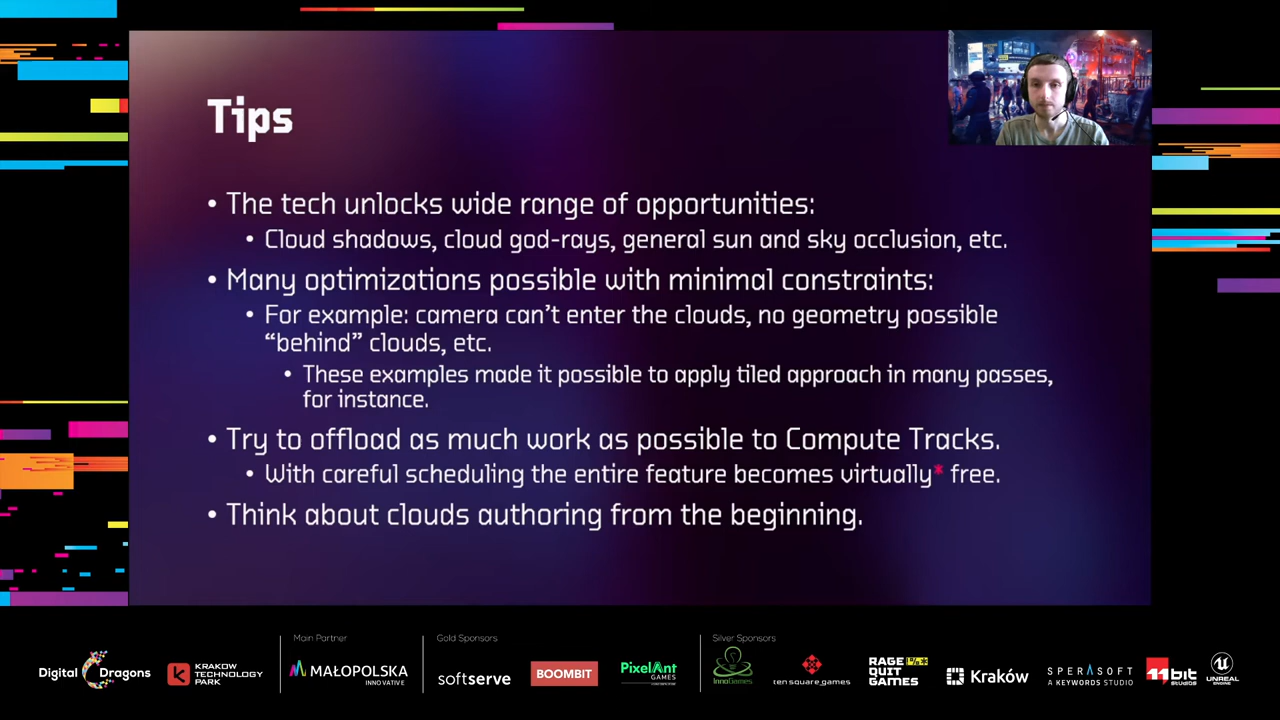 Tips
• The tech unlocks wide range of opportunities:
• Cloud shadows, cloud god-rays, general sun and sky occlusion, etc.
• Many optimizations possible with minimal constraints:
• For example: camera can't enter the clouds, no geometry possible
"behind" clouds, etc.
• These examples made it possible to apply tiled approach in many passes,
for instance.
• Try to offload as much work as possible to Compute Tracks.
• With careful scheduling the entire feature becomes virtually* free.
• Think about clouds authoring from the beginning.
Main Partner
Gold Sponsors
Silver Sponsors
Digital Dragons
KRAKOW
TECHNOLOGY
PARK
MAŁOPOLSKA
INNOVATIVE
softserve
BOOMBIT
PixelAnt
GAMES
InnoGames
ten square games
RAGE
QUIT
GAMES
Kraków
SPERASOFT
A KEYWORDS STUDIO
11bit
STUDIOS
UNREAL
ENGINE